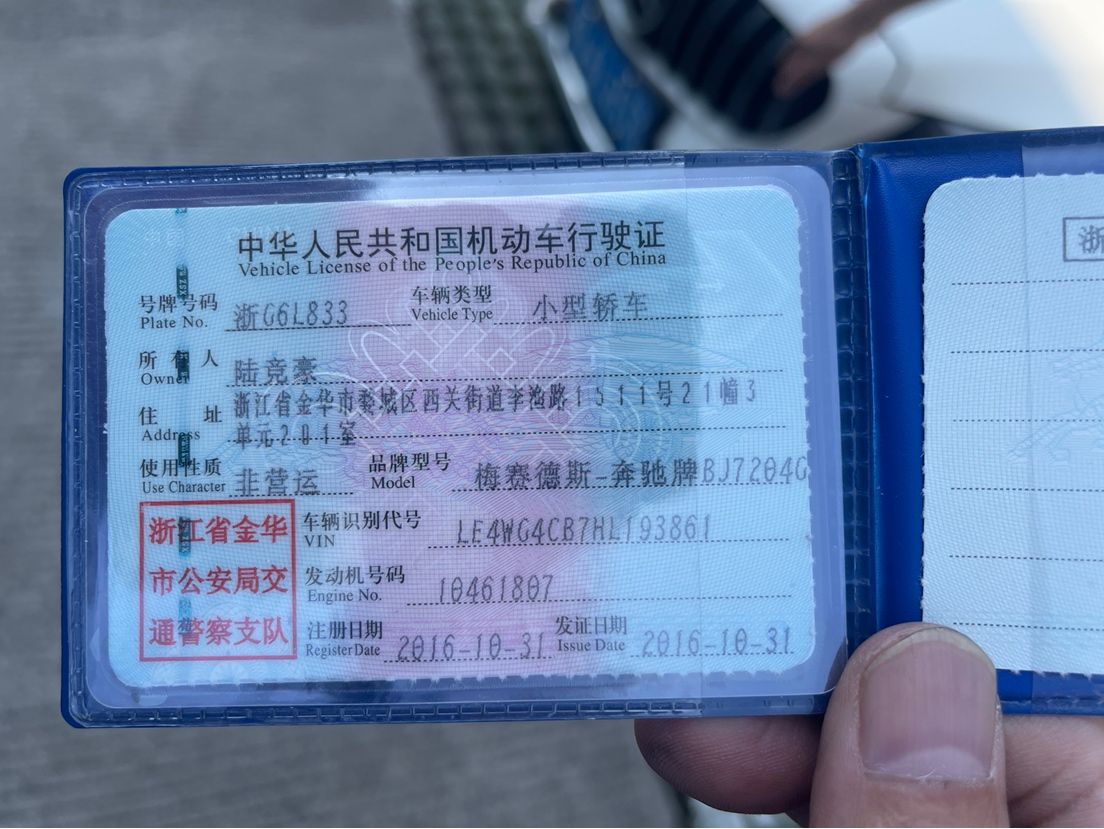 中华人民共和国机动车行驶证
Vehicle License of the People's Republic of China
号牌号码 浙G6L833 车辆类型 小型轿车
Plate No. Vehicle Type
所有人 陆竞豪
Owner
住址 浙江省金华市婺城区西关街道李渔路1511号21幢3
Address 单元201室
使用性质 非营运 品牌型号 梅赛德斯-奔驰牌BJ7204G
Use Character Model
浙江省金华
市公安局交
通警察支队
车辆识别代号 LE4WG4CB7HL193861
VIN
发动机号码 10461807
Engine No.
注册日期 2016-10-31 发证日期 2016-10-31
Register Date Issue Date
浙